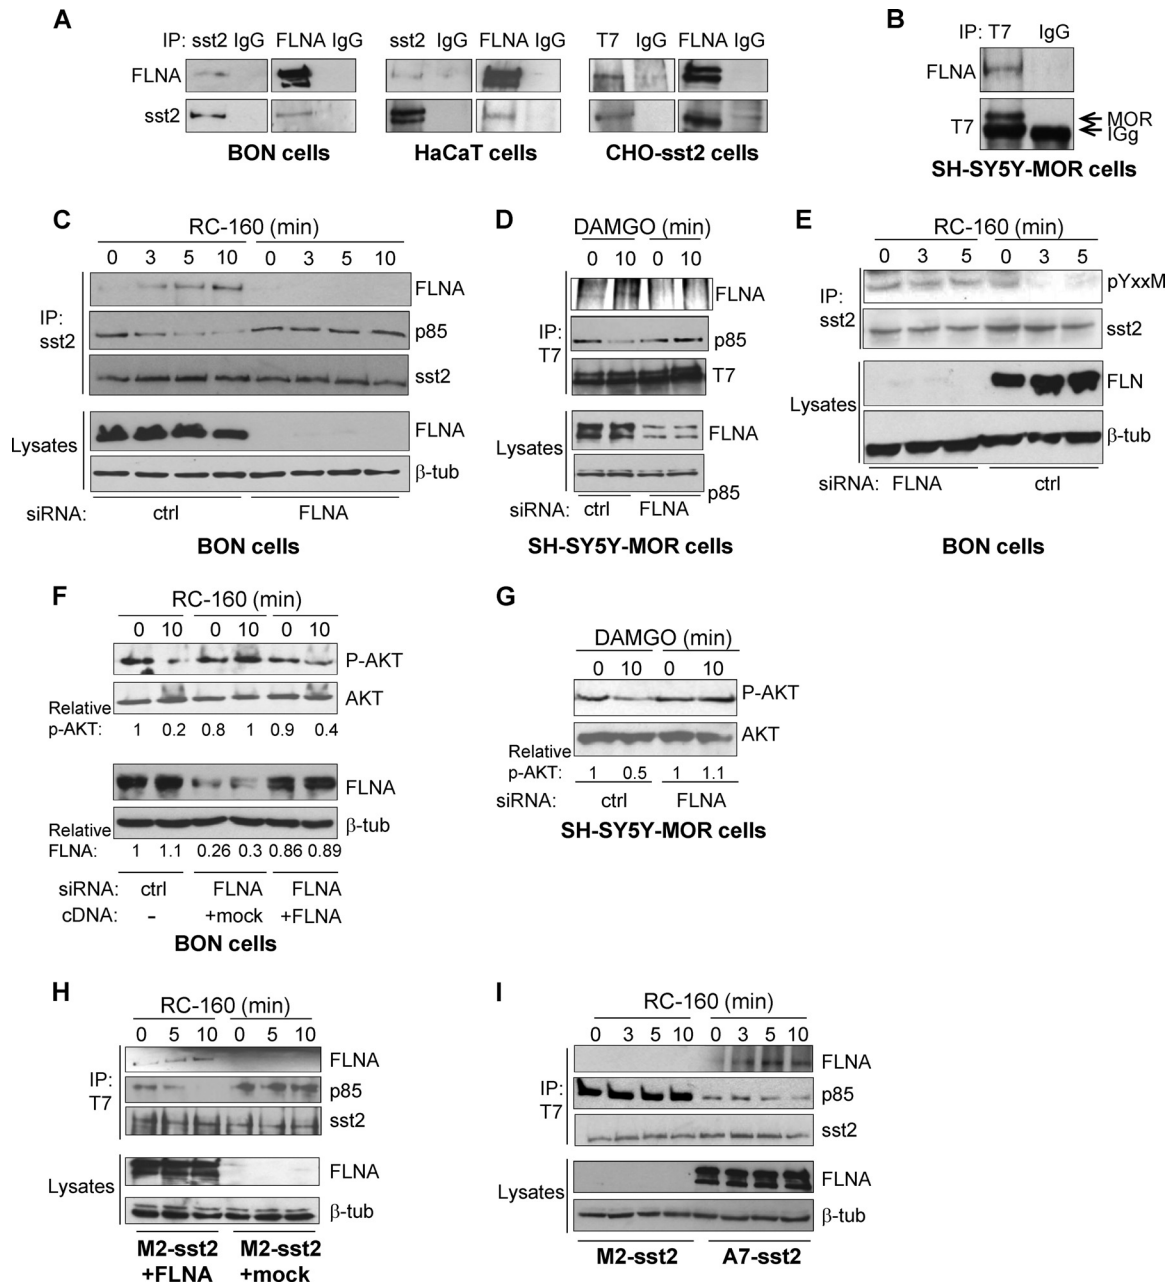 A
IP: sst2 IgG FLNA IgG sst2 IgG FLNA IgG T7 IgG FLNA IgG
FLNA
sst2
BON cells HaCaT cells CHO-sst2 cells
B
IP: T7 IgG
FLNA
T7
MOR
IGg
SH-SY5Y-MOR cells
C
RC-160 (min)
0 3 5 10 0 3 5 10
IP:
sst2
FLNA
p85
sst2
Lysates
FLNA
β-tub
siRNA: ctrl FLNA
BON cells
D
DAMGO (min)
0 10 0 10
IP:
T7
FLNA
p85
T7
Lysates
FLNA
p85
siRNA: ctrl FLNA
SH-SY5Y-MOR cells
E
RC-160 (min)
0 3 5 0 3 5
IP:
sst2
pYxxM
sst2
Lysates
FLN
β-tub
siRNA: FLNA ctrl
BON cells
F
RC-160 (min)
0 10 0 10 0 10
P-AKT
AKT
Relative
p-AKT: 1 0.2 0.8 1 0.9 0.4
FLNA
β-tub
Relative
FLNA: 1 1.1 0.26 0.3 0.86 0.89
siRNA: ctrl FLNA FLNA
cDNA: - +mock +FLNA
BON cells
G
DAMGO (min)
0 10 0 10
P-AKT
AKT
Relative
p-AKT: 1 0.5 1 1.1
siRNA: ctrl FLNA
SH-SY5Y-MOR cells
H
RC-160 (min)
0 5 10 0 5 10
IP:
T7
FLNA
p85
sst2
Lysates
FLNA
β-tub
M2-sst2 M2-sst2
+FLNA +mock
I
RC-160 (min)
0 3 5 10 0 3 5 10
IP:
T7
FLNA
p85
sst2
Lysates
FLNA
β-tub
M2-sst2 A7-sst2